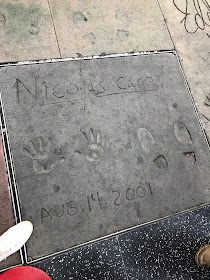 NICOLAS CAGE
AUG. 14, 2001